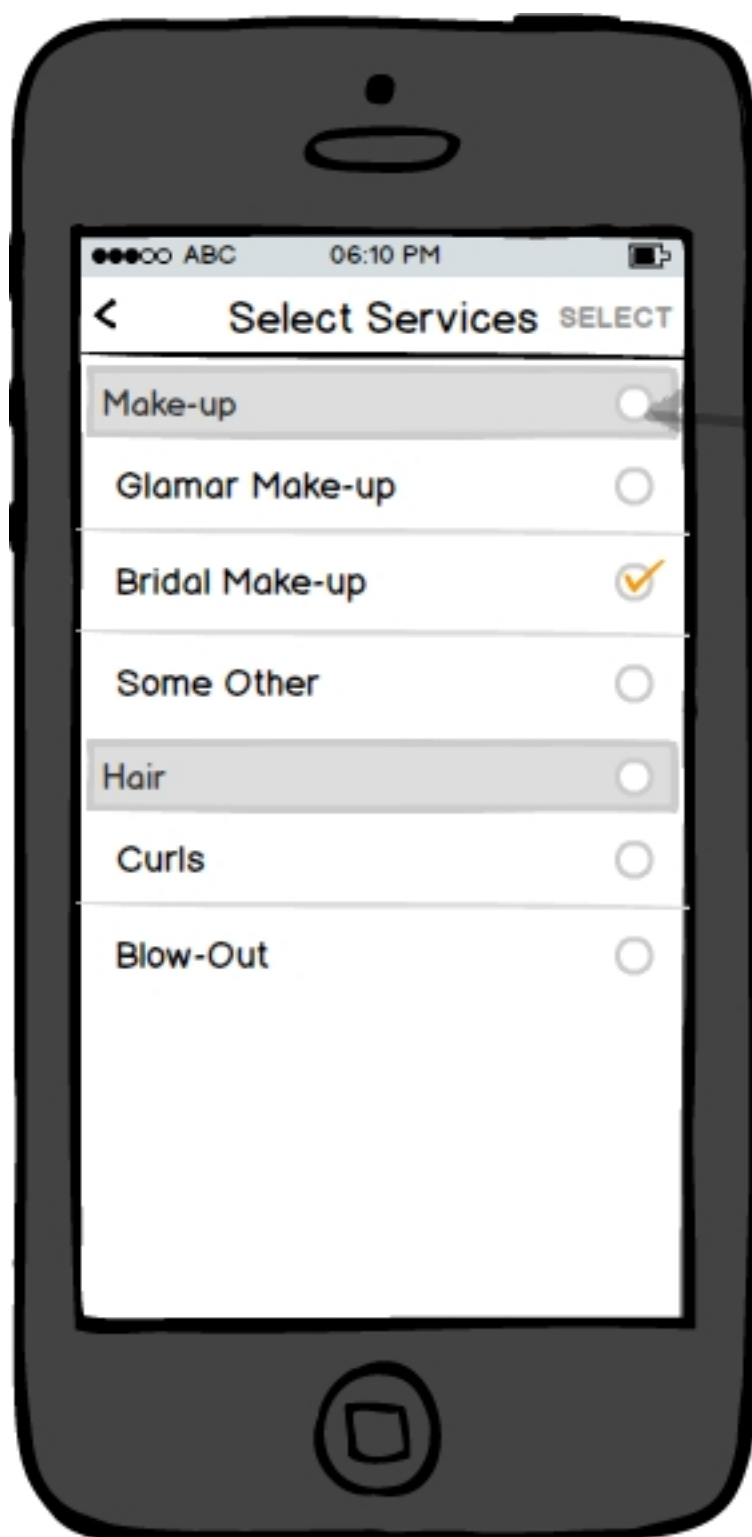 ABC 06:10 PM
< Select Services SELECT
Make-up
Glamar Make-up
Bridal Make-up
Some Other
Hair
Curls
Blow-Out